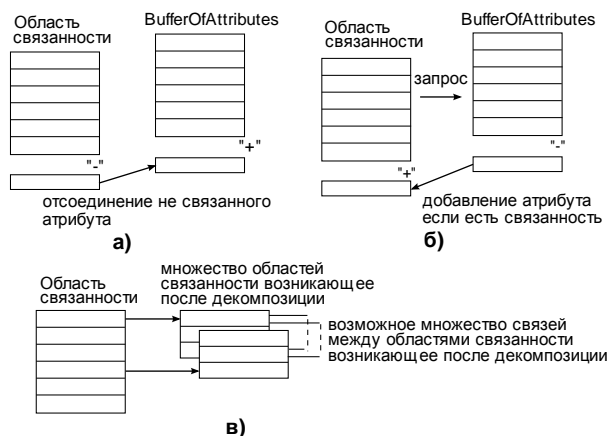 Область
связанности
BufferOfAttributes
"-"
"+"
отсоединение не связанного
атрибута
а)
Область
связанности
BufferOfAttributes
запрос
"-"
"+"
добавление атрибута
если есть связанность
б)
Область
связанности
множество областей
связанности возникающее
после декомпозиции
возможное множество связей
между областями связанности
возникающее после декомпозиции
в)